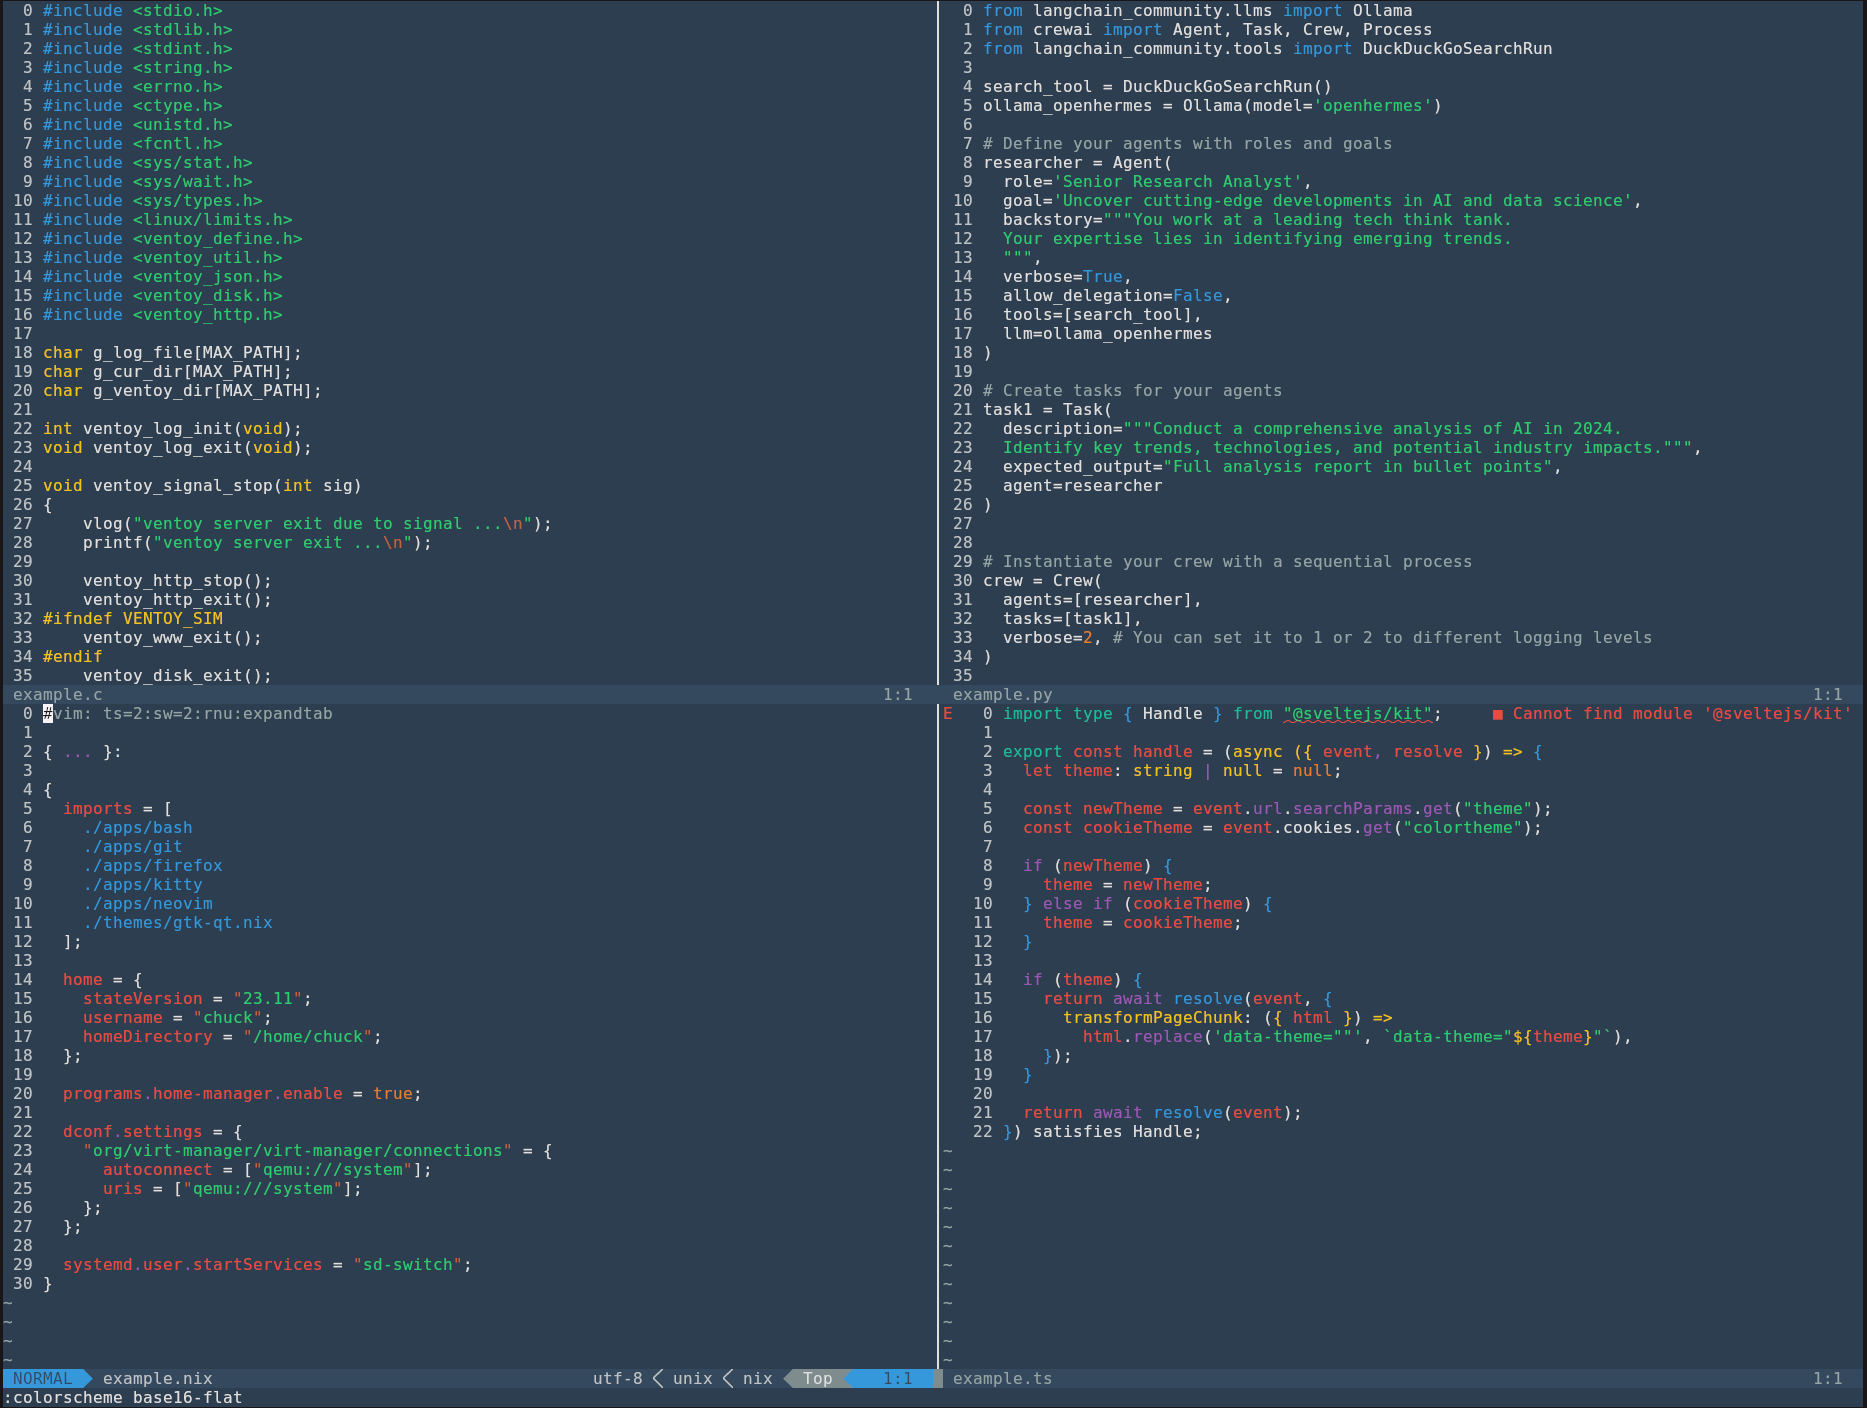 0 #include <stdio.h>
1 #include <stdlib.h>
2 #include <stdint.h>
3 #include <string.h>
4 #include <errno.h>
5 #include <ctype.h>
6 #include <unistd.h>
7 #include <fcntl.h>
8 #include <sys/stat.h>
9 #include <sys/wait.h>
10 #include <sys/types.h>
11 #include <linux/limits.h>
12 #include <ventoy_define.h>
13 #include <ventoy_util.h>
14 #include <ventoy_json.h>
15 #include <ventoy_disk.h>
16 #include <ventoy_http.h>
17
18 char g_log_file[MAX_PATH];
19 char g_cur_dir[MAX_PATH];
20 char g_ventoy_dir[MAX_PATH];
21
22 int ventoy_log_init(void);
23 void ventoy_log_exit(void);
24
25 void ventoy_signal_stop(int sig)
26 {
27     vlog("ventoy server exit due to signal ...\n");
28     printf("ventoy server exit ...\n");
29
30     ventoy_http_stop();
31     ventoy_http_exit();
32 #ifndef VENTOY_SIM
33     ventoy_www_exit();
34 #endif
35     ventoy_disk_exit();
example.c 1:1
0 from langchain_community.llms import Ollama
1 from crewai import Agent, Task, Crew, Process
2 from langchain_community.tools import DuckDuckGoSearchRun
3
4 search_tool = DuckDuckGoSearchRun()
5 ollama_openhermes = Ollama(model='openhermes')
6
7 # Define your agents with roles and goals
8 researcher = Agent(
9   role='Senior Research Analyst',
10   goal='Uncover cutting-edge developments in AI and data science',
11   backstory="""You work at a leading tech think tank.
12   Your expertise lies in identifying emerging trends.
13   """,
14   verbose=True,
15   allow_delegation=False,
16   tools=[search_tool],
17   llm=ollama_openhermes
18 )
19
20 # Create tasks for your agents
21 task1 = Task(
22   description="""Conduct a comprehensive analysis of AI in 2024.
23   Identify key trends, technologies, and potential industry impacts.""",
24   expected_output="Full analysis report in bullet points",
25   agent=researcher
26 )
27
28
29 # Instantiate your crew with a sequential process
30 crew = Crew(
31   agents=[researcher],
32   tasks=[task1],
33   verbose=2, # You can set it to 1 or 2 to different logging levels
34 )
35
example.py 1:1
0 #vim: ts=2:sw=2:rnu:expandtab
1
2 { ... }:
3
4 {
5   imports = [
6     ./apps/bash
7     ./apps/git
8     ./apps/firefox
9     ./apps/kitty
10     ./apps/neovim
11     ./themes/gtk-qt.nix
12   ];
13
14   home = {
15     stateVersion = "23.11";
16     username = "chuck";
17     homeDirectory = "/home/chuck";
18   };
19
20   programs.home-manager.enable = true;
21
22   dconf.settings = {
23     "org/virt-manager/virt-manager/connections" = {
24       autoconnect = ["qemu:///system"];
25       uris = ["qemu:///system"];
26     };
27   };
28
29   systemd.user.startServices = "sd-switch";
30 }
~
~
~
~
NORMAL example.nix utf-8 unix nix Top 1:1
E 0 import type { Handle } from "@sveltejs/kit"; ■ Cannot find module '@sveltejs/kit'
1
2 export const handle = (async ({ event, resolve }) => {
3   let theme: string | null = null;
4
5   const newTheme = event.url.searchParams.get("theme");
6   const cookieTheme = event.cookies.get("colortheme");
7
8   if (newTheme) {
9     theme = newTheme;
10   } else if (cookieTheme) {
11     theme = cookieTheme;
12   }
13
14   if (theme) {
15     return await resolve(event, {
16       transformPageChunk: ({ html }) =>
17         html.replace('data-theme=""', `data-theme="${theme}"`),
18     });
19   }
20
21   return await resolve(event);
22 }) satisfies Handle;
~
~
~
~
~
~
~
~
~
~
~
~
example.ts 1:1
:colorscheme base16-flat